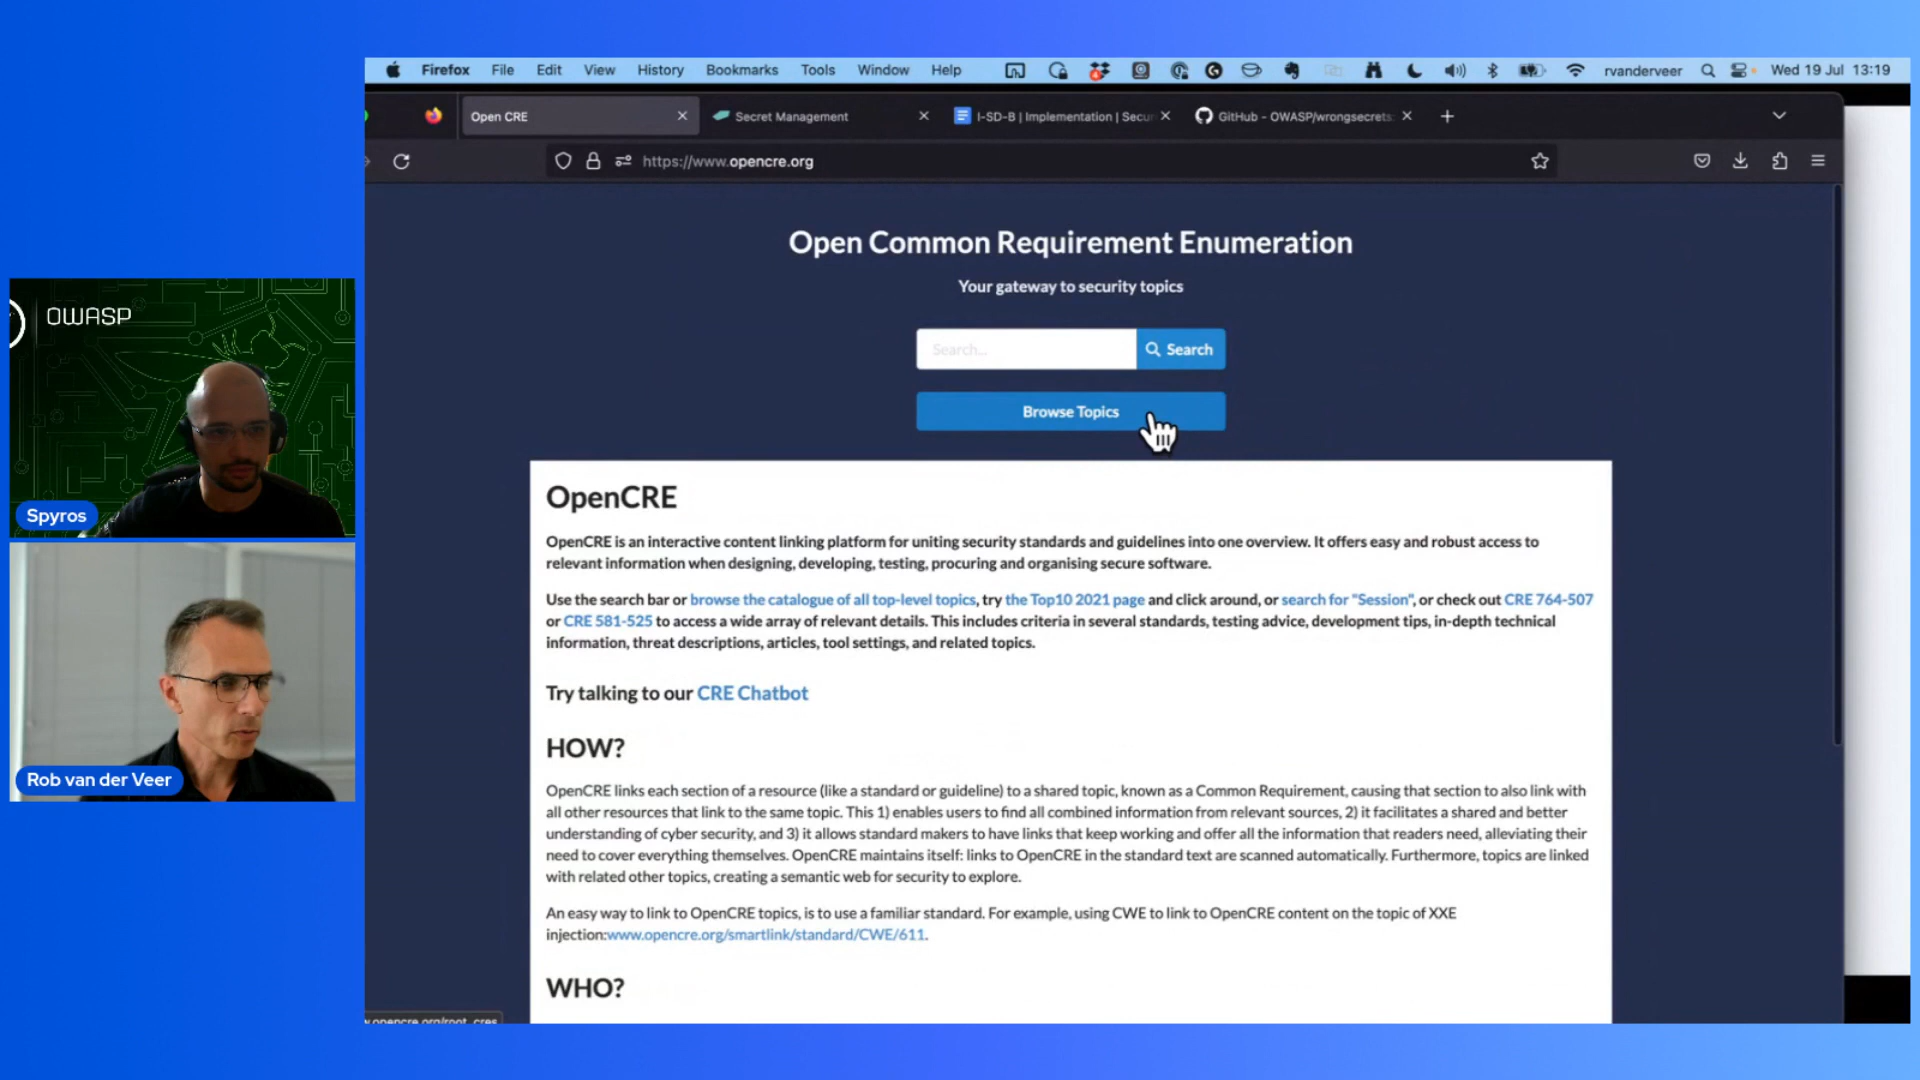 Firefox File Edit View History Bookmarks Tools Window Help rvanderveer Wed 19 Jul 13:19
Open CRE Secret Management I-SD-B | Implementation | Secur GitHub - OWASP/wrongsecrets:
https://www.opencre.org
Open Common Requirement Enumeration
Your gateway to security topics
Search... Search
Browse Topics
OWASP
Spyros
Rob van der Veer
OpenCRE
OpenCRE is an interactive content linking platform for uniting security standards and guidelines into one overview. It offers easy and robust access to
relevant information when designing, developing, testing, procuring and organising secure software.
Use the search bar or browse the catalogue of all top-level topics, try the Top10 2021 page and click around, or search for "Session", or check out CRE 764-507
or CRE 581-525 to access a wide array of relevant details. This includes criteria in several standards, testing advice, development tips, in-depth technical
information, threat descriptions, articles, tool settings, and related topics.
Try talking to our CRE Chatbot
HOW?
OpenCRE links each section of a resource (like a standard or guideline) to a shared topic, known as a Common Requirement, causing that section to also link with
all other resources that link to the same topic. This 1) enables users to find all combined information from relevant sources, 2) it facilitates a shared and better
understanding of cyber security, and 3) it allows standard makers to have links that keep working and offer all the information that readers need, alleviating their
need to cover everything themselves. OpenCRE maintains itself: links to OpenCRE in the standard text are scanned automatically. Furthermore, topics are linked
with related other topics, creating a semantic web for security to explore.
An easy way to link to OpenCRE topics, is to use a familiar standard. For example, using CWE to link to OpenCRE content on the topic of XXE
injection:www.opencre.org/smartlink/standard/CWE/611.
WHO?